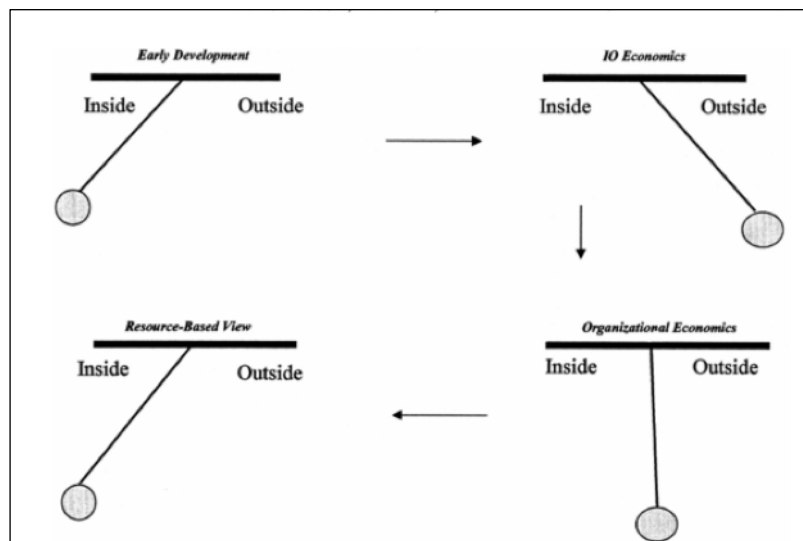 Early Development
Inside Outside
IO Economics
Inside Outside
Resource-Based View
Inside Outside
Organizational Economics
Inside Outside